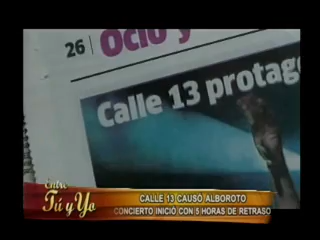 26 | Ocio y
Calle 13 protag
Entre
Tú y Yo
CALLE 13 CAUSÓ ALBOROTO
CONCIERTO INICIÓ CON 5 HORAS DE RETRASO